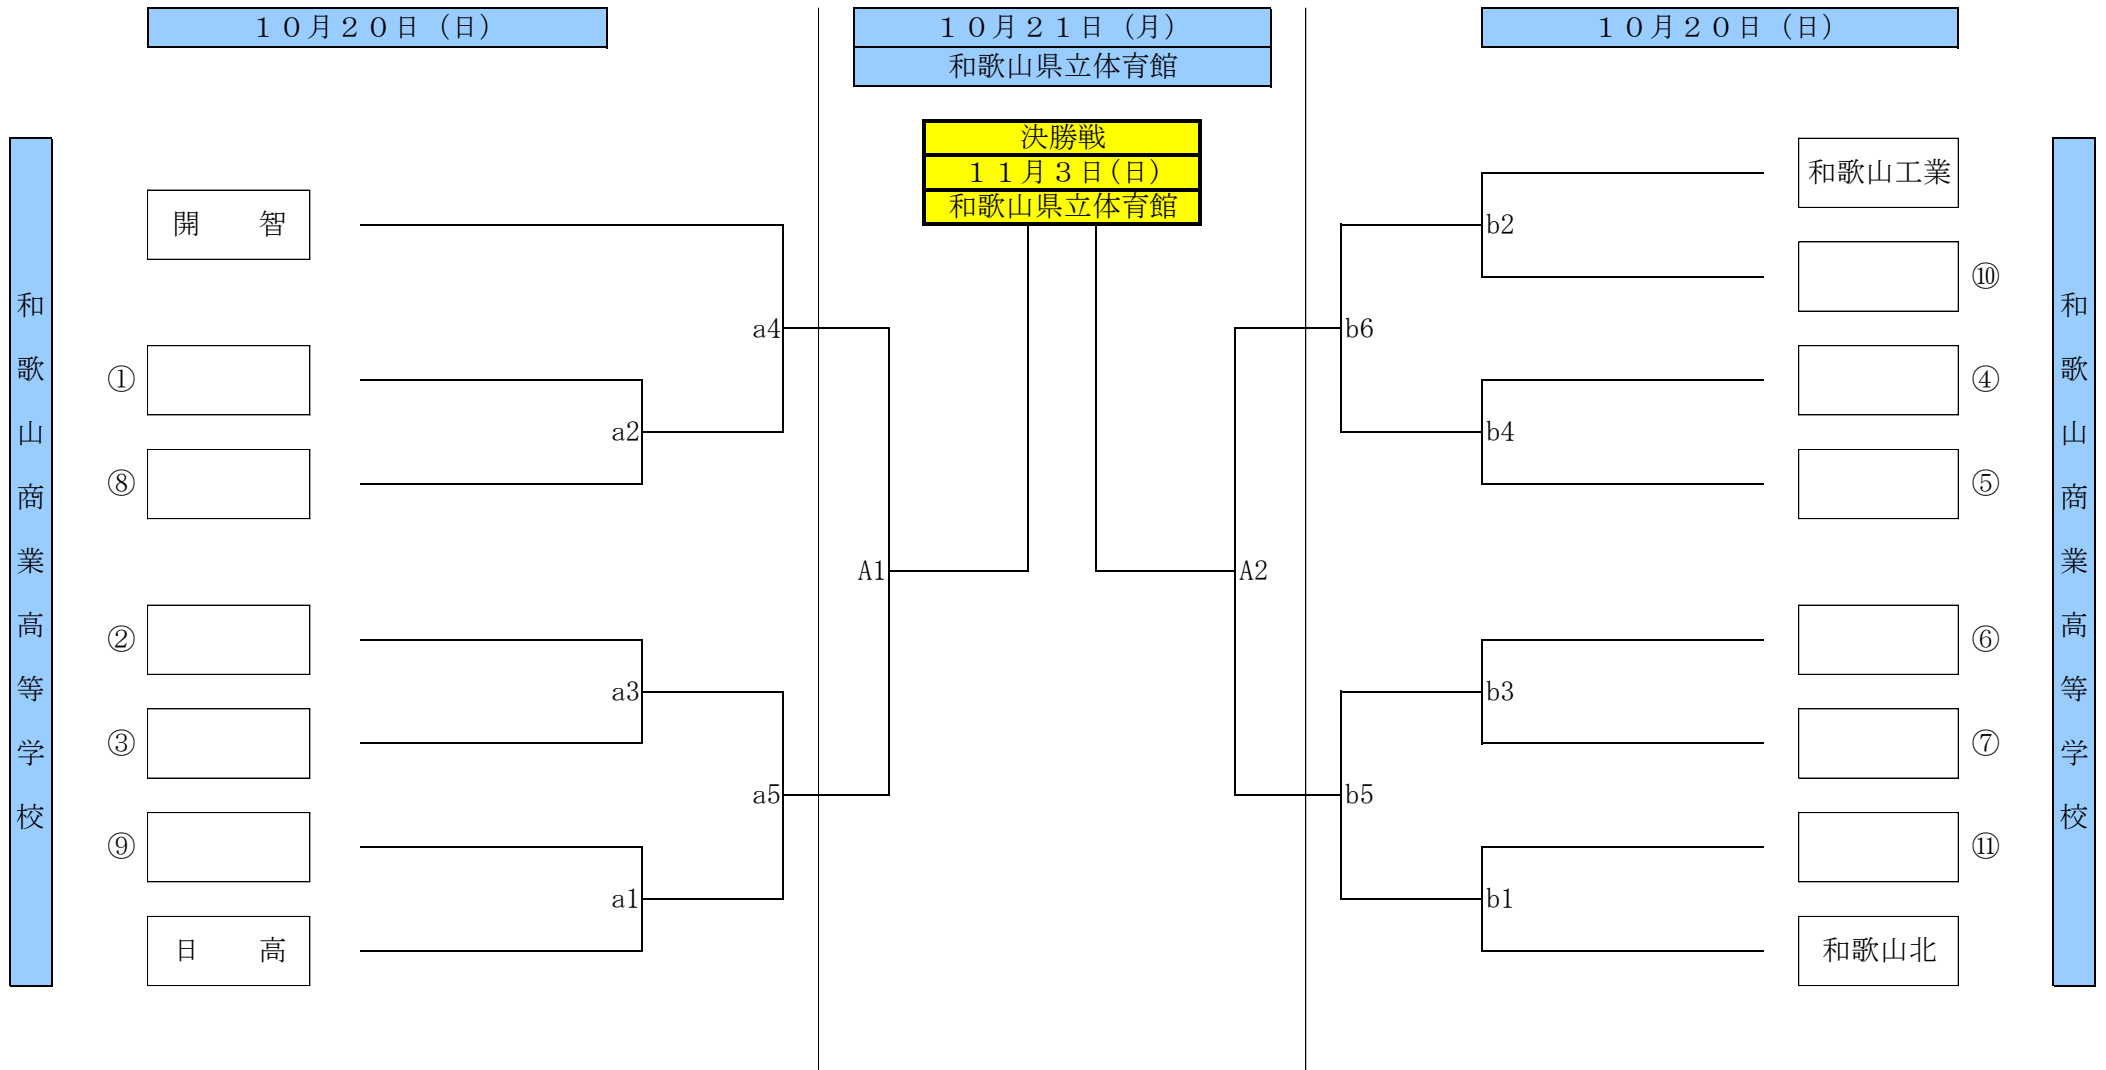 １０月２０日（日）
１０月２１日（月）
和歌山県立体育館
１０月２０日（日）
決勝戦
１１月３日(日)
和歌山県立体育館
和歌山商業高等学校
開　　智
①
⑧
②
③
⑨
日　　高
a4
a2
a3
a5
a1
A1
A2
b2
b6
b4
b3
b5
b1
和歌山工業
⑩
④
⑤
⑥
⑦
⑪
和歌山北
和歌山商業高等学校